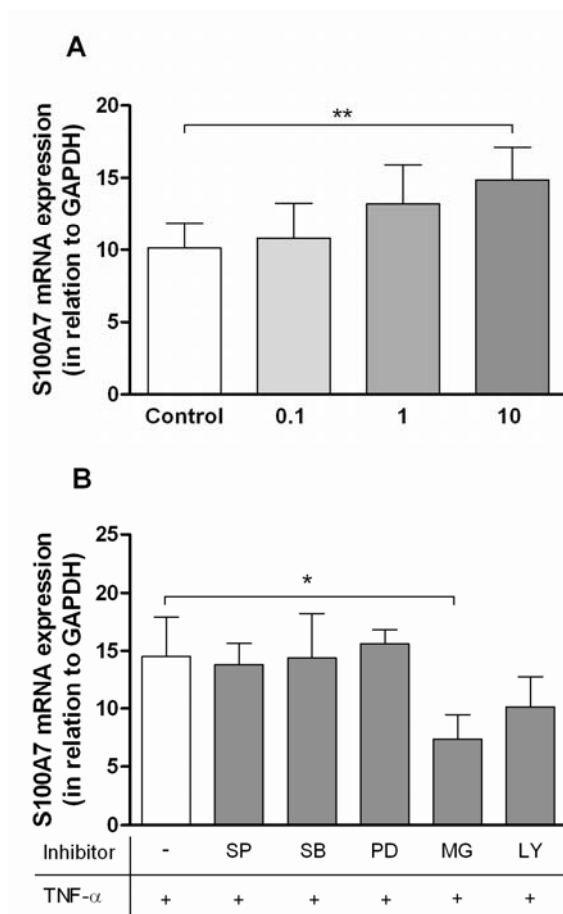 A
S100A7 mRNA expression
(in relation to GAPDH)
20
15
10
5
0
**
Control 0.1 1 10
B
S100A7 mRNA expression
(in relation to GAPDH)
25
20
15
10
5
0
*
Inhibitor - SP SB PD MG LY
TNF-α + + + + + +